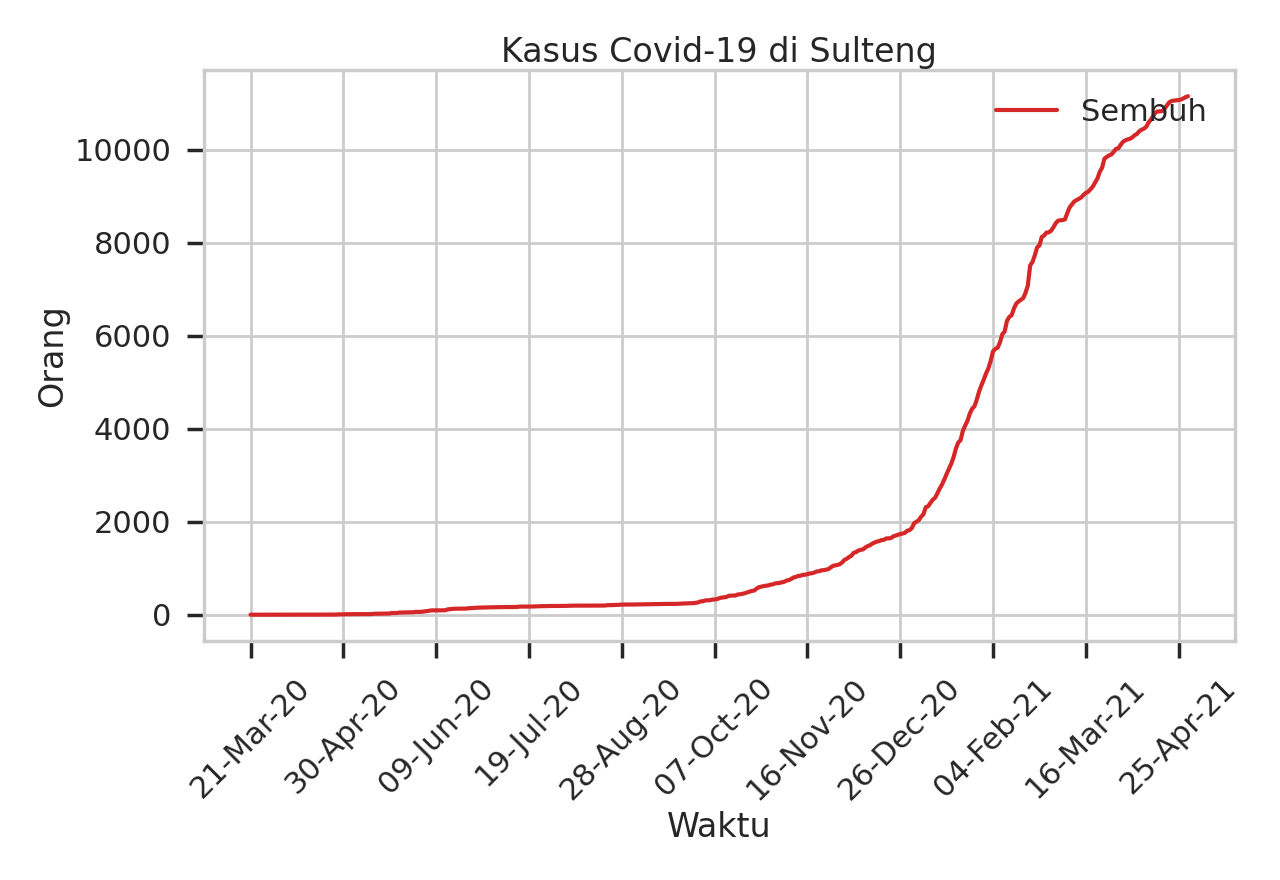 Kasus Covid-19 di Sulteng
Sembuh
10000
8000
6000
4000
2000
0
Orang
21-Mar-20
30-Apr-20
09-Jun-20
19-Jul-20
28-Aug-20
07-Oct-20
16-Nov-20
26-Dec-20
04-Feb-21
16-Mar-21
25-Apr-21
Waktu